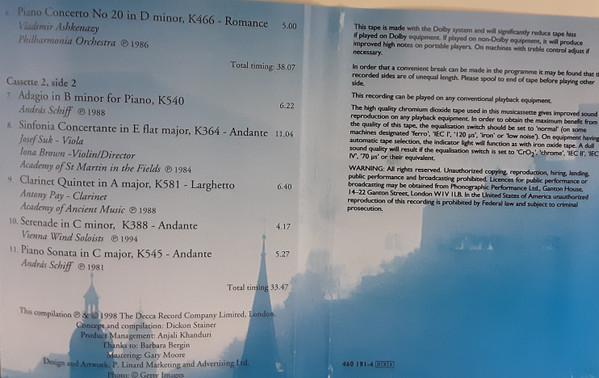 6. Piano Concerto No 20 in D minor, K466 - Romance 5.00
Vladimir Ashkenazy
Philharmonia Orchestra ℗ 1986
Total timing: 38.07
Cassette 2, side 2
7. Adagio in B minor for Piano, K540 6.22
András Schiff ℗ 1988
8. Sinfonia Concertante in E flat major, K364 - Andante 11.04
Josef Suk - Viola
Iona Brown -Violin/Director
Academy of St Martin in the Fields ℗ 1984
9. Clarinet Quintet in A major, K581 - Larghetto 6.40
Antony Pay - Clarinet
Academy of Ancient Music ℗ 1988
10. Serenade in C minor, K388 - Andante 4.17
Vienna Wind Soloists ℗ 1994
11. Piano Sonata in C major, K545 - Andante 5.27
András Schiff ℗ 1981
Total timing 33.47
This compilation ℗ & © 1998 The Decca Record Company Limited, London.
Concept and compilation: Dickon Stainer
Product Management: Anjali Khanduri
Thanks to: Barbara Bergin
Mastering: Gary Moore
Design and Artwork: P. Linard Marketing and Advertising Ltd.
Photo: © Getty Images
This tape is made with the Dolby system and will significantly reduce tape hiss
if played on Dolby equipment. If played on non-Dolby equipment, it will produce
improved high notes on portable players. On machines with treble control adjust if
necessary.
In order that a convenient break can be made in the programme it may be found that the
recorded sides are of unequal length. Please spool to end of tape before playing other
side.
This recording can be played on any conventional playback equipment.
The high quality chromium dioxide tape used in this musicassette gives improved sound
reproduction on any playback equipment. In order to obtain the maximum benefit from
the quality of this tape, the equalisation switch should be set to 'normal' (on some
machines designated 'ferro', 'IEC I', '120 µs', 'iron' or 'low noise'). On equipment having
automatic tape selection, the indicator light will function as with iron oxide tape. A dull
sound quality will result if the equalisation switch is set to 'CrO₂', 'chrome', 'IEC II', 'IEC
IV', '70 µs' or their equivalent.
WARNING: All rights reserved. Unauthorized copying, reproduction, hiring, lending,
public performance and broadcasting prohibited. Licences for public performance or
broadcasting may be obtained from Phonographic Performance Ltd., Ganton House,
14-22 Ganton Street, London W1V 1LB. In the United States of America unauthorized
reproduction of this recording is prohibited by Federal law and subject to criminal
prosecution.
460 191-4